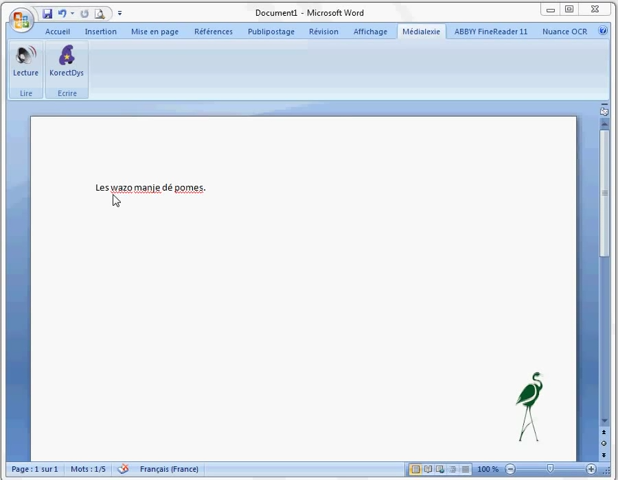 Document1 - Microsoft Word
Accueil Insertion Mise en page Références Publipostage Révision Affichage Médialexie ABBYY FineReader 11 Nuance OCR
Lecture KorectDys
Lire Ecrire
Les wazo manje dé pomes.
Page : 1 sur 1 Mots : 1/5 Français (France) 100 %